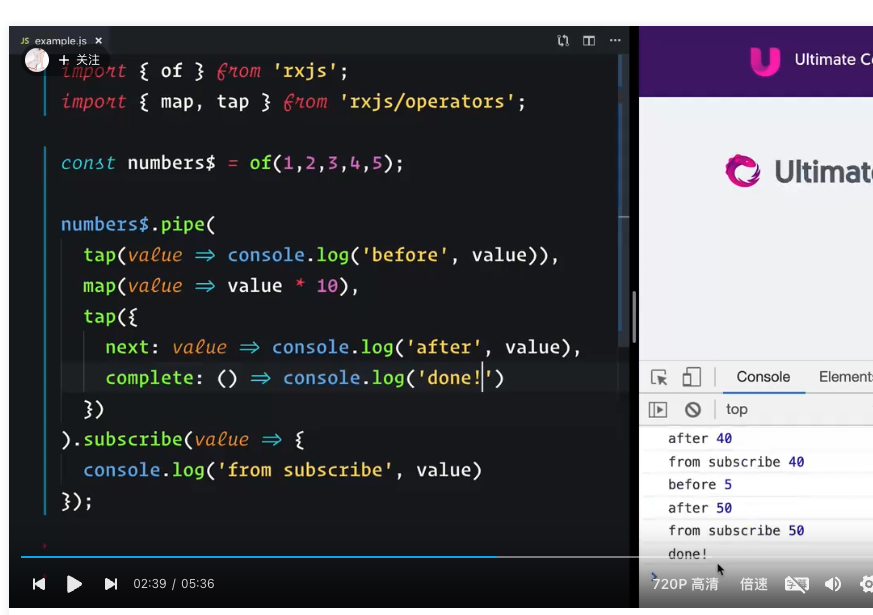 JS example.js ×
+ 关注
import { of } from 'rxjs';
import { map, tap } from 'rxjs/operators';
const numbers$ = of(1,2,3,4,5);
numbers$.pipe(
tap(value ⇒ console.log('before', value)),
map(value ⇒ value * 10),
tap({
next: value ⇒ console.log('after', value),
complete: () ⇒ console.log('done!')
})
).subscribe(value ⇒ {
console.log('from subscribe', value)
});
02:39 / 05:36
Ultimate Co
Ultimate
Console Elements
top
after 40
from subscribe 40
before 5
after 50
from subscribe 50
done!
720P 高清 倍速 字幕